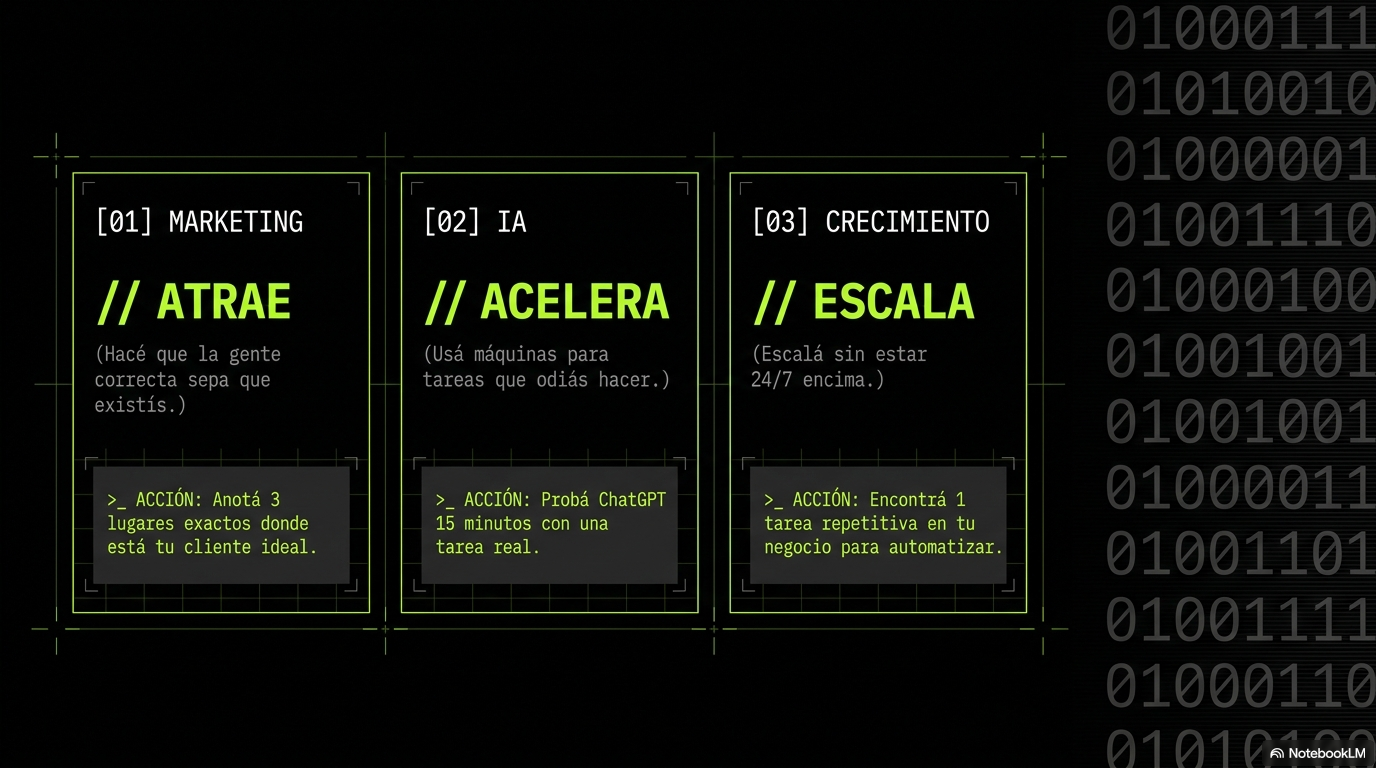 [01] MARKETING
// ATRAE
(Hacé que la gente
correcta sepa que
existís.)
>_ ACCIÓN: Anotá 3
lugares exactos donde
está tu cliente ideal.
[02] IA
// ACELERA
(Usá máquinas para
tareas que odiás hacer.)
>_ ACCIÓN: Probá ChatGPT
15 minutos con una
tarea real.
[03] CRECIMIENTO
// ESCALA
(Escalá sin estar
24/7 encima.)
>_ ACCIÓN: Encontrá 1
tarea repetitiva en tu
negocio para automatizar.
01000111
01010010
01000001
01001110
01000100
01001001
01001001
01000011
01001101
01001111
01000110
NotebookLM